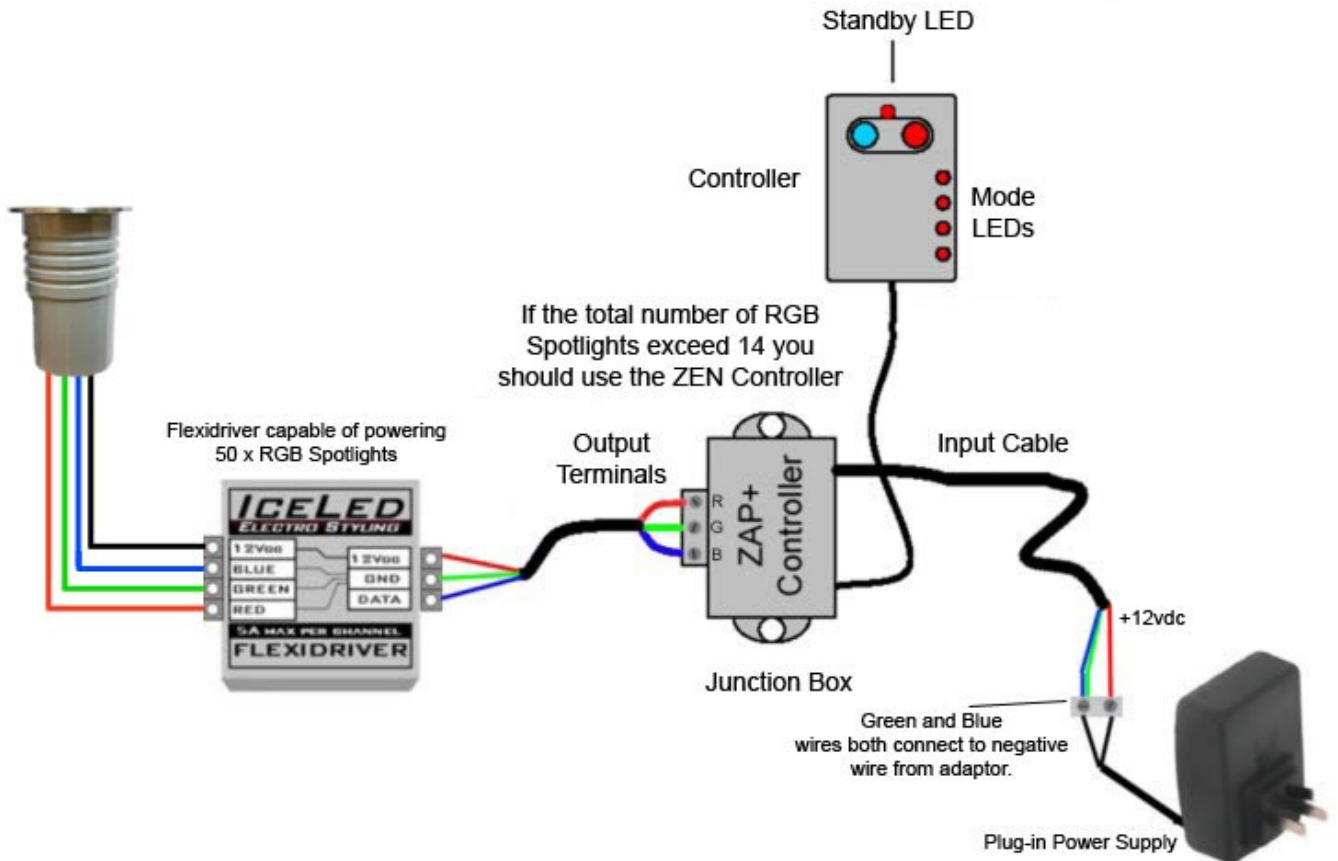 Standby LED
Controller
Mode
LEDs
If the total number of RGB
Spotlights exceed 14 you
should use the ZEN Controller
Flexidriver capable of powering
50 x RGB Spotlights
Output
Terminals
Input Cable
ICELED
ELECTRO STYLING
12VDC
BLUE
GREEN
RED
12VDC
GND
DATA
5A MAX PER CHANNEL
FLEXIDRIVER
R
G
B
ZAP+
Controller
+12vdc
Junction Box
Green and Blue
wires both connect to negative
wire from adaptor.
Plug-in Power Supply